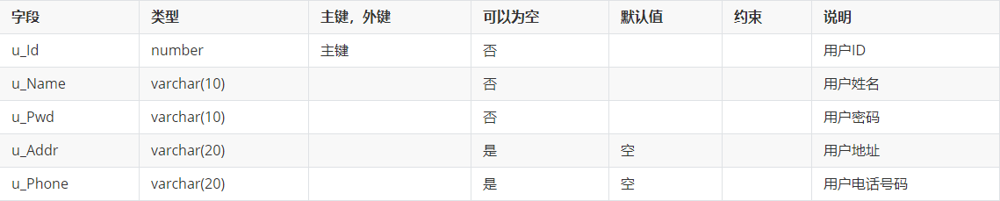 字段 类型 主键，外键 可以为空 默认值 约束 说明
u_Id number 主键 否 用户ID
u_Name varchar(10) 否 用户姓名
u_Pwd varchar(10) 否 用户密码
u_Addr varchar(20) 是 空 用户地址
u_Phone varchar(20) 是 空 用户电话号码